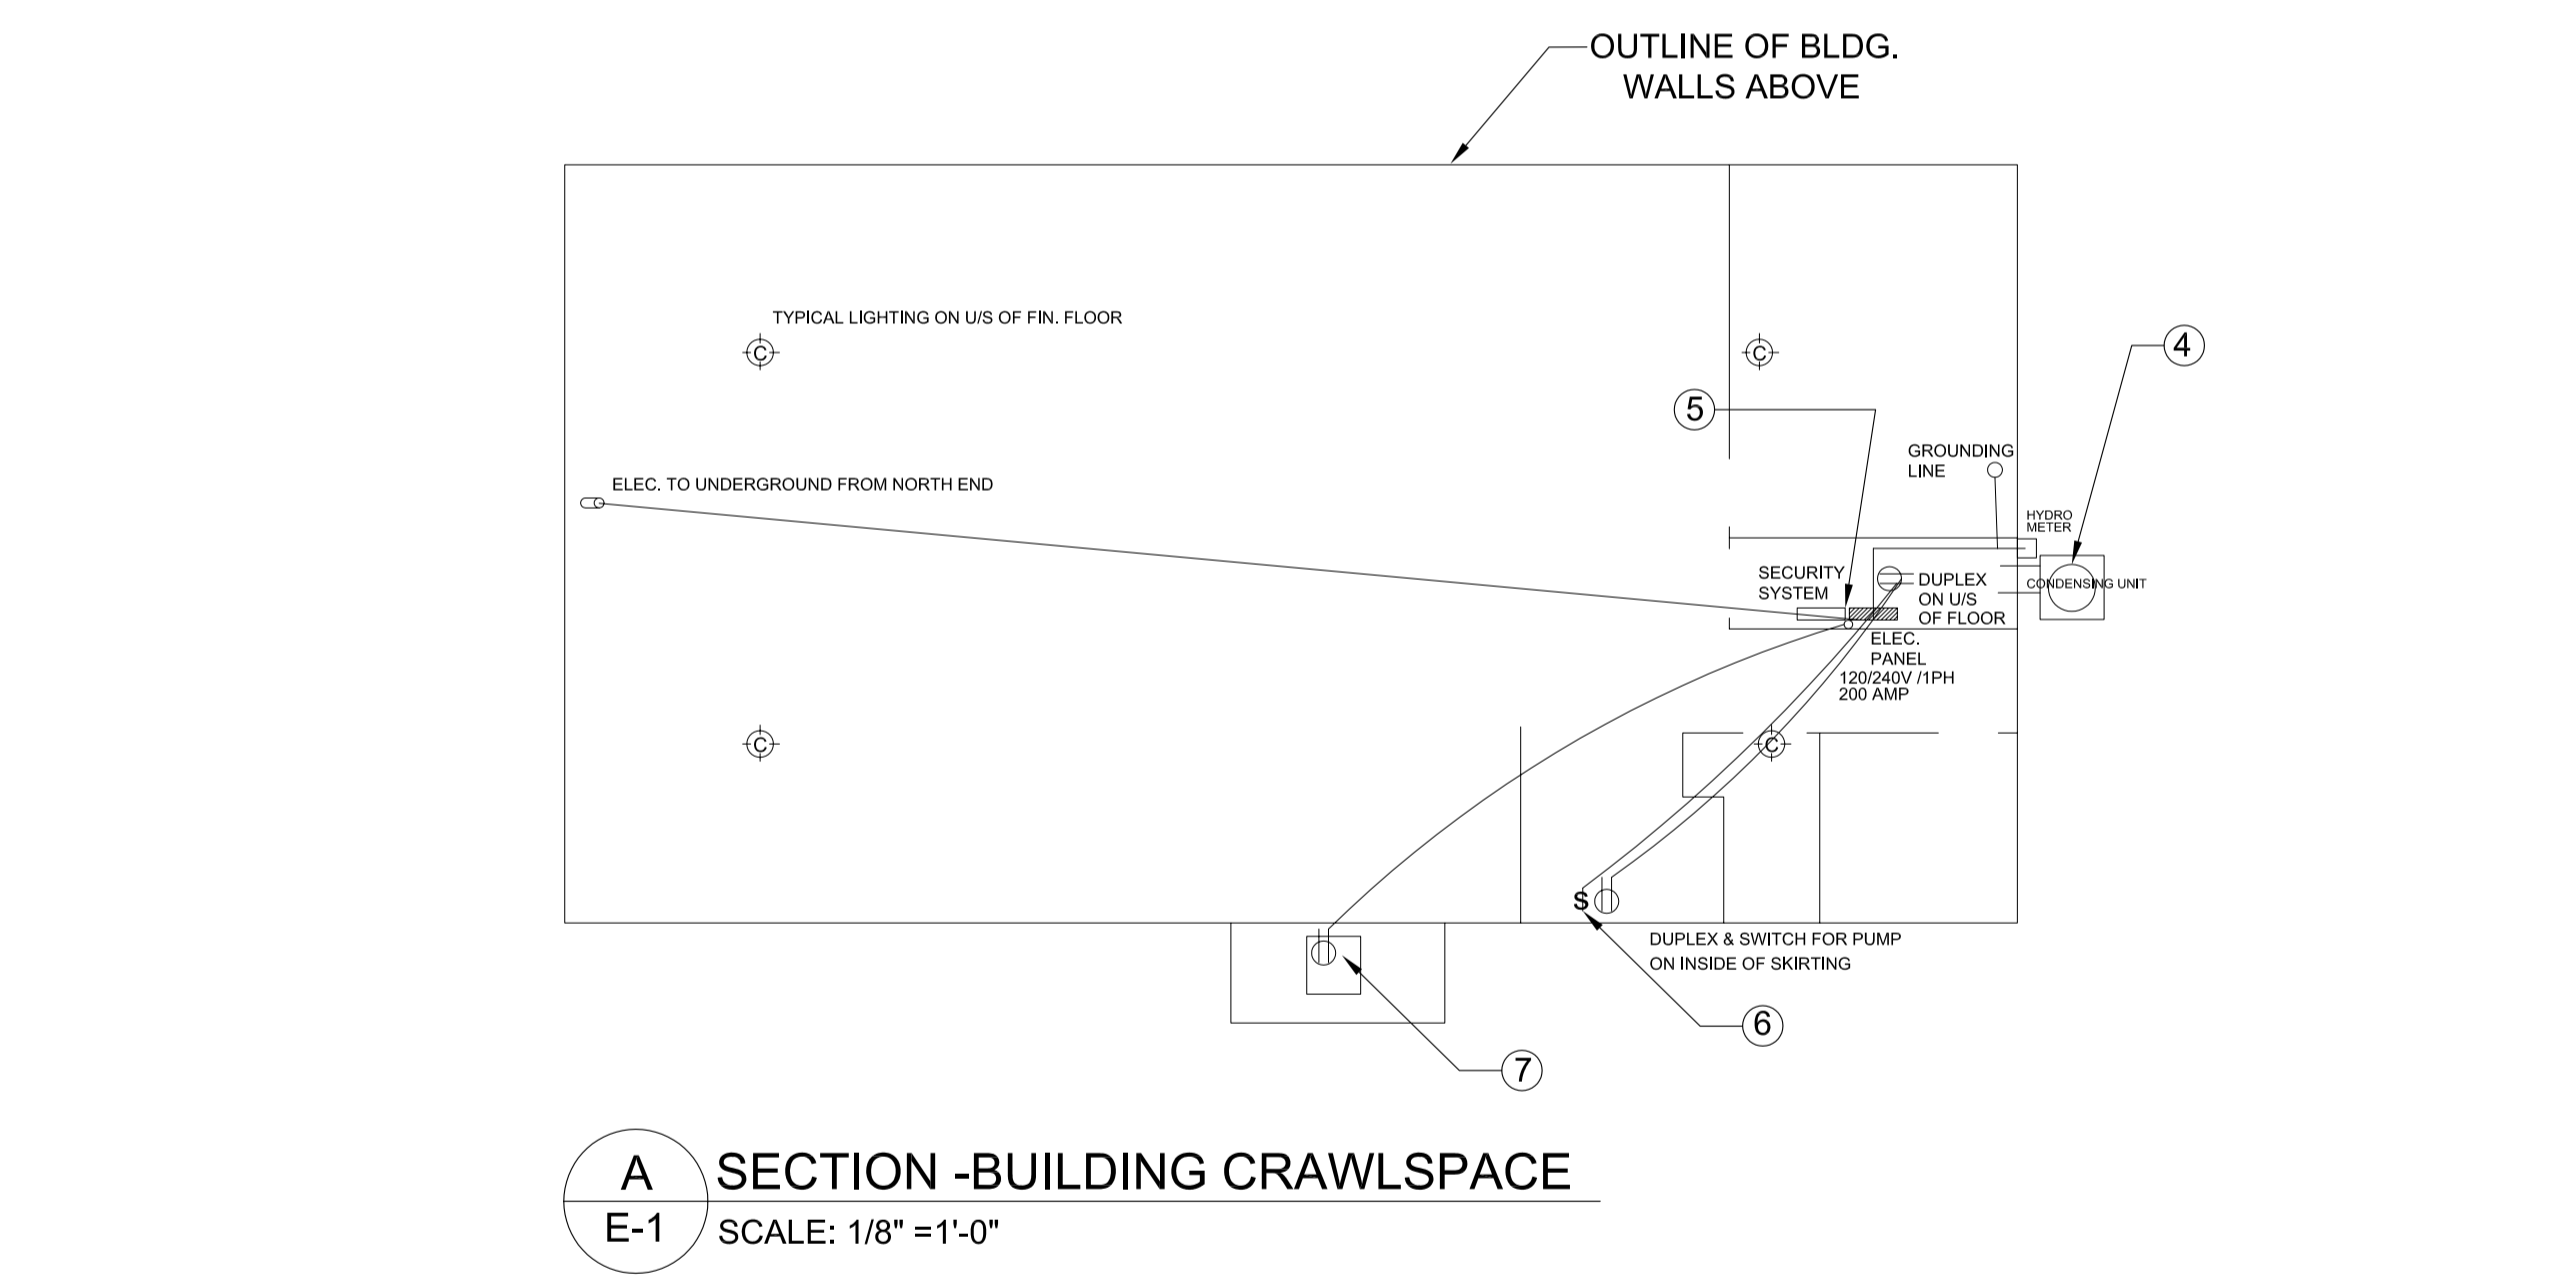 OUTLINE OF BLDG.
WALLS ABOVE
TYPICAL LIGHTING ON U/S OF FIN. FLOOR
C
C
4
5
GROUNDING
LINE
ELEC. TO UNDERGROUND FROM NORTH END
HYDRO
METER
SECURITY
SYSTEM
DUPLEX
ON U/S
OF FLOOR
CONDENSING UNIT
ELEC.
PANEL
120/240V /1PH
200 AMP
C
C
$
DUPLEX & SWITCH FOR PUMP
ON INSIDE OF SKIRTING
6
7
A
E-1
SECTION -BUILDING CRAWLSPACE
SCALE: 1/8" =1'-0"